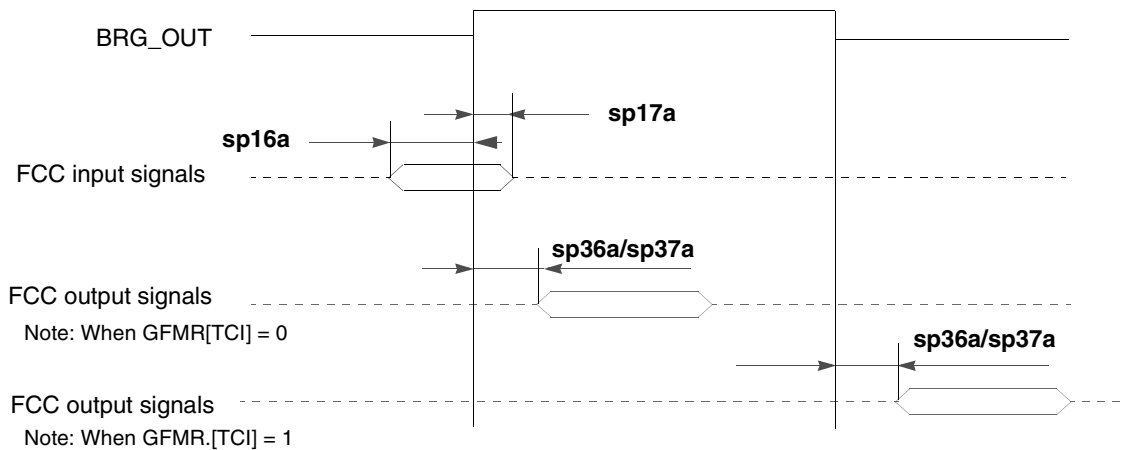 BRG_OUT
sp17a
sp16a
FCC input signals
sp36a/sp37a
FCC output signals
Note: When GFMR[TCI] = 0
sp36a/sp37a
FCC output signals
Note: When GFMR.[TCI] = 1